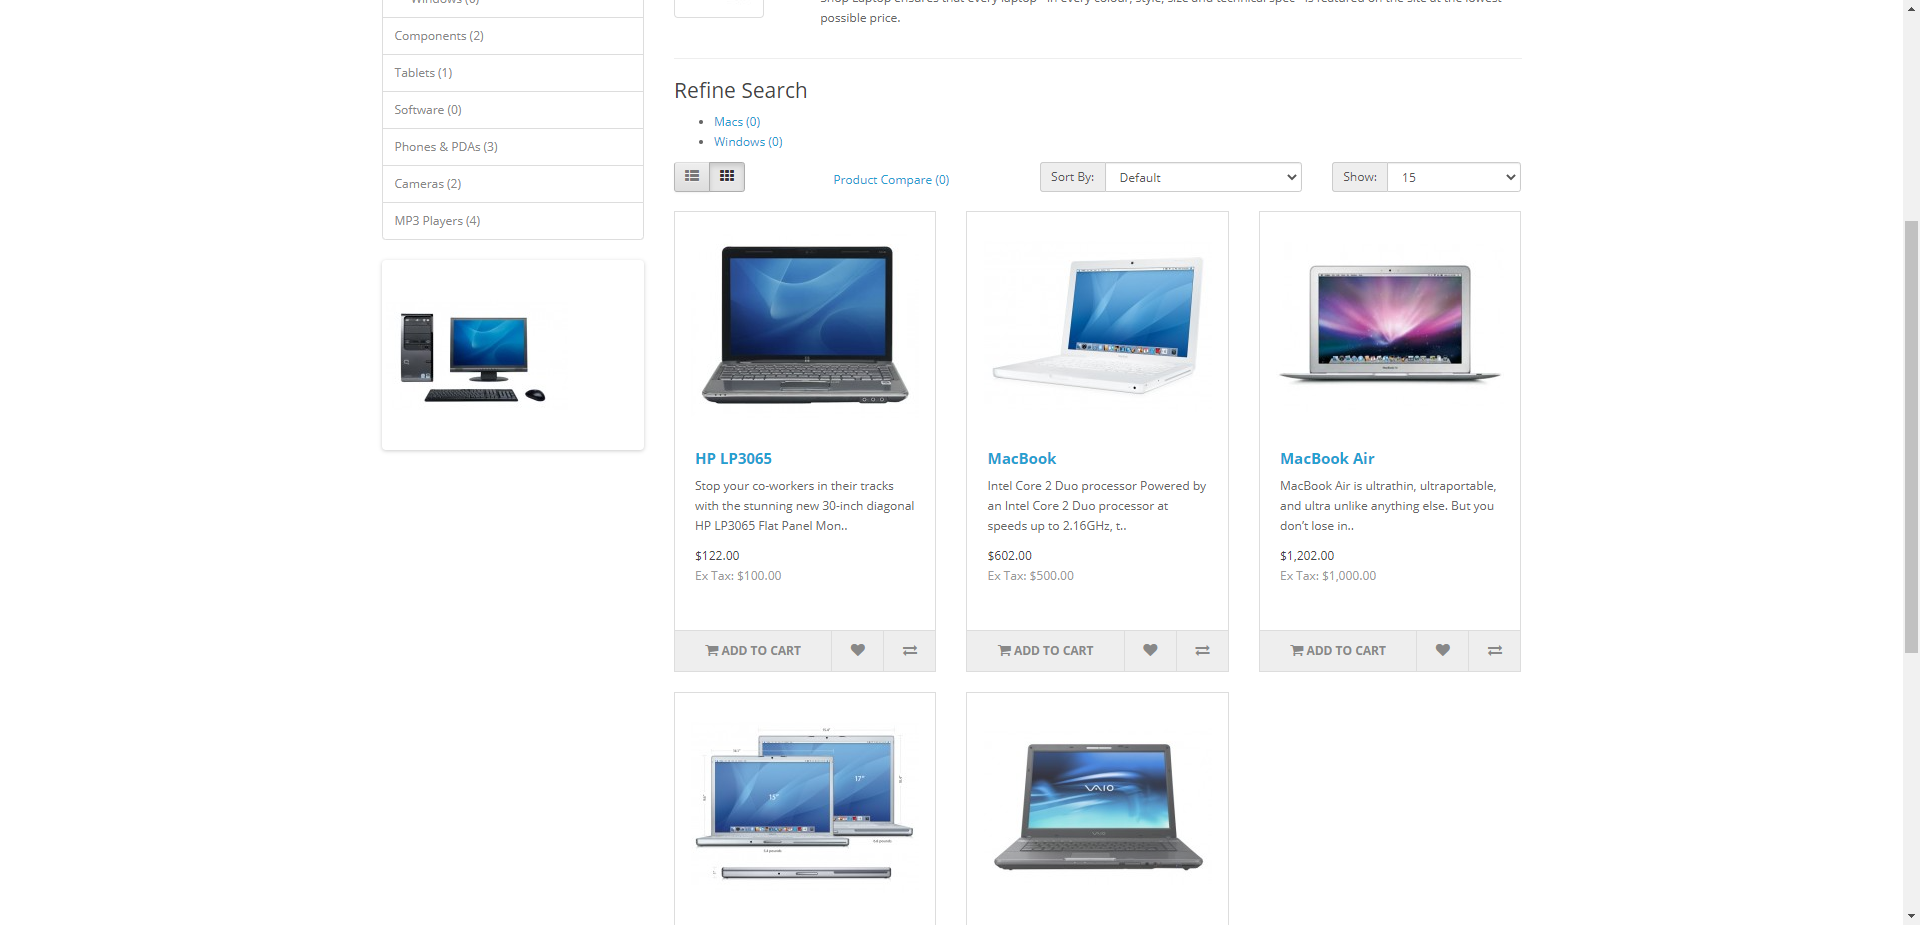 Components (2)
Tablets (1)
Software (0)
Phones & PDAs (3)
Cameras (2)
MP3 Players (4)
possible price.
Refine Search
Macs (0)
Windows (0)
Product Compare (0)
Sort By:
Default
Show:
15
HP LP3065
Stop your co-workers in their tracks
with the stunning new 30-inch diagonal
HP LP3065 Flat Panel Mon..
$122.00
Ex Tax: $100.00
ADD TO CART
MacBook
Intel Core 2 Duo processor Powered by
an Intel Core 2 Duo processor at
speeds up to 2.16GHz, t..
$602.00
Ex Tax: $500.00
ADD TO CART
MacBook Air
MacBook Air is ultrathin, ultraportable,
and ultra unlike anything else. But you
don’t lose in..
$1,202.00
Ex Tax: $1,000.00
ADD TO CART
17"
15"
VAIO